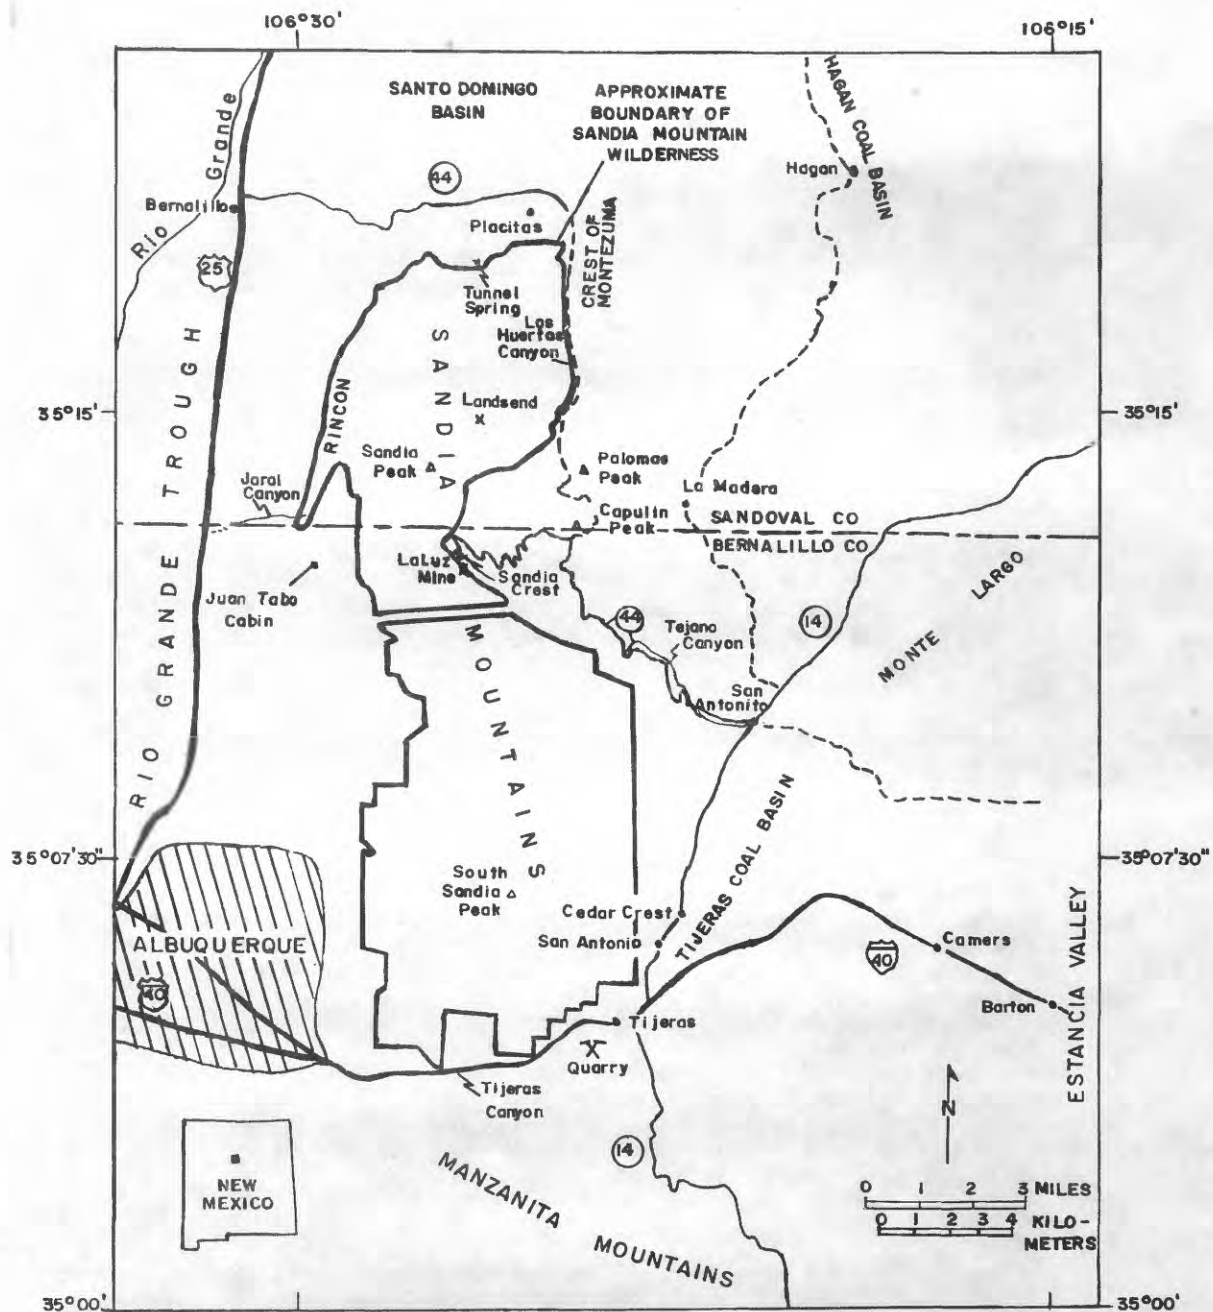 106°30'
106°15'
SANTO DOMINGO
BASIN
APPROXIMATE
BOUNDARY OF
SANDIA MOUNTAIN
WILDERNESS
HAGAN COAL BASIN
Hagan
Rio Grande
44
Bernalillo
Placitas
CREST OF
MONTEZUMA
25
Tunnel
Spring
Las
Huertas
Canyon
RIO GRANDE TROUGH
SANDIA
MOUNTAINS
RINCON
35°15'
35°15'
Landsend
Sandia
Peak
Palomas
Peak
Jaral
Canyon
La Madera
Capulin
Peak
SANDOVAL CO
BERNALILLO CO
LaLuz
Mine
Sandia
Crest
Juan Tabo
Cabin
44
Tejano
Canyon
14
MONTE LARGO
San
Antonito
TIJERAS COAL BASIN
35°07'30"
35°07'30"
South
Sandia
Peak
Cedar Crest
San Antonio
ALBUQUERQUE
40
40
Camers
Barton
ESTANCIA VALLEY
Tijeras
Quarry
Tijeras
Canyon
N
NEW
MEXICO
14
MANZANITA
MOUNTAINS
0 1 2 3 MILES
0 1 2 3 4 KILO-
METERS
35°00'
35°00'